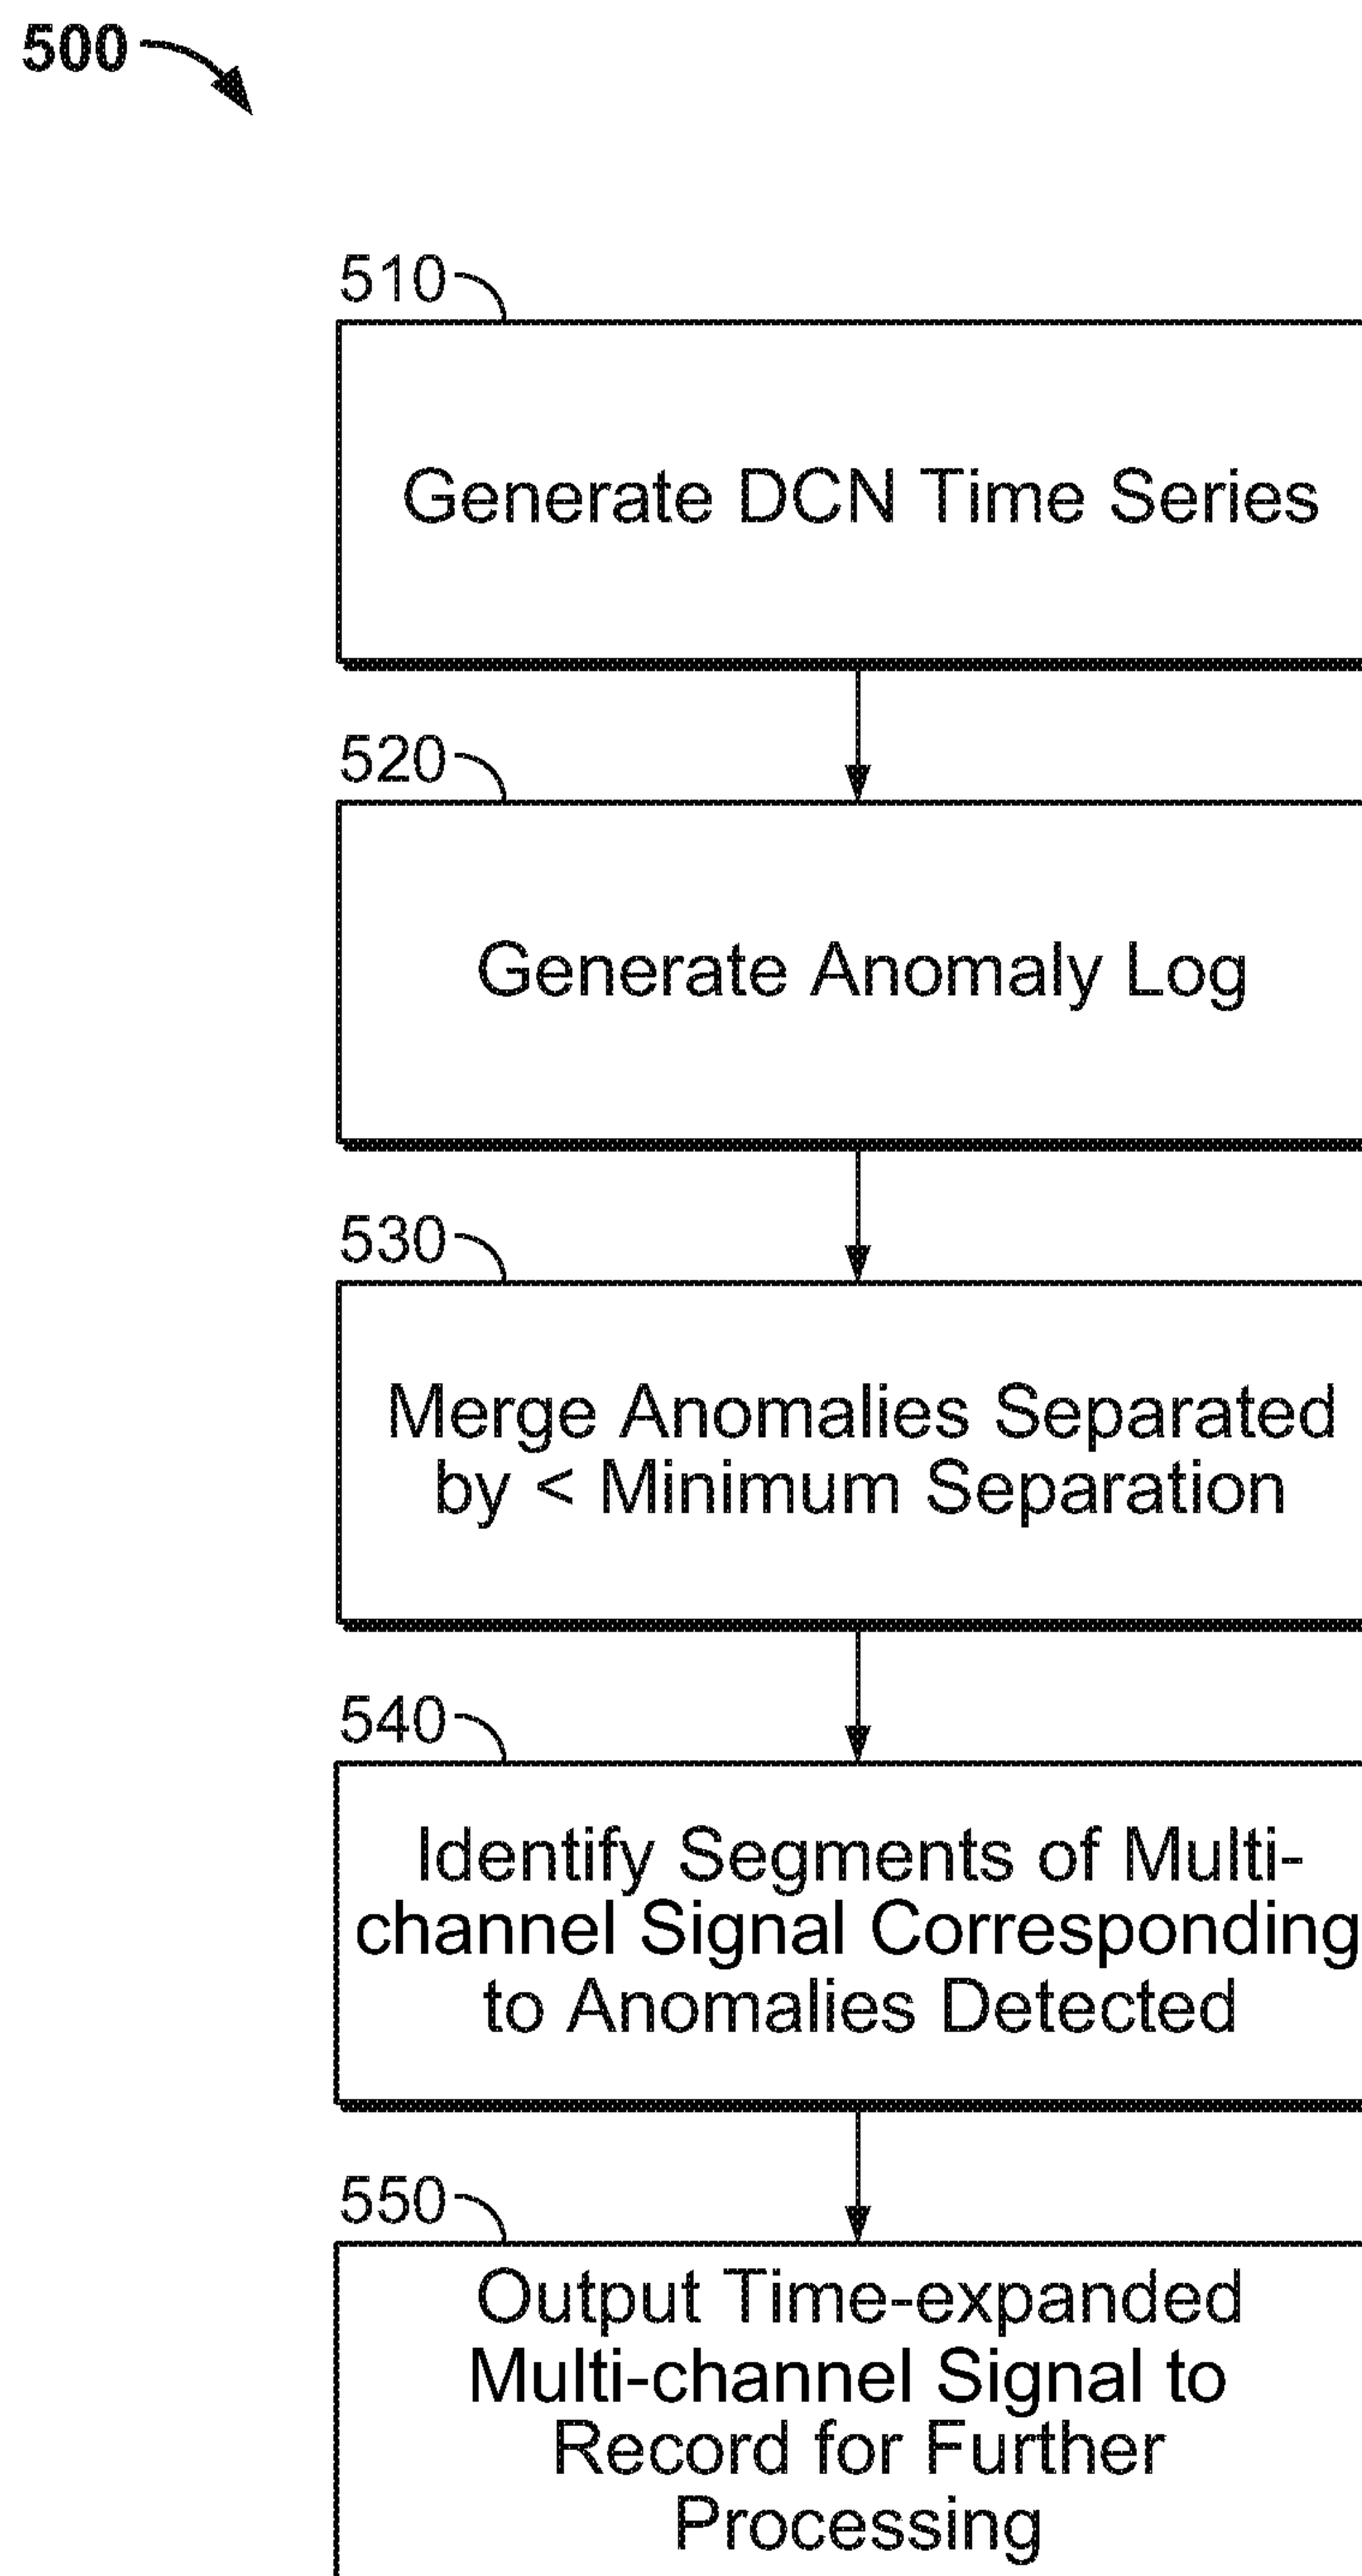 500
510
Generate DCN Time Series
520
Generate Anomaly Log
530
Merge Anomalies Separated
by < Minimum Separation
540
Identify Segments of Multi-
channel Signal Corresponding
to Anomalies Detected
550
Output Time-expanded
Multi-channel Signal to
Record for Further
Processing